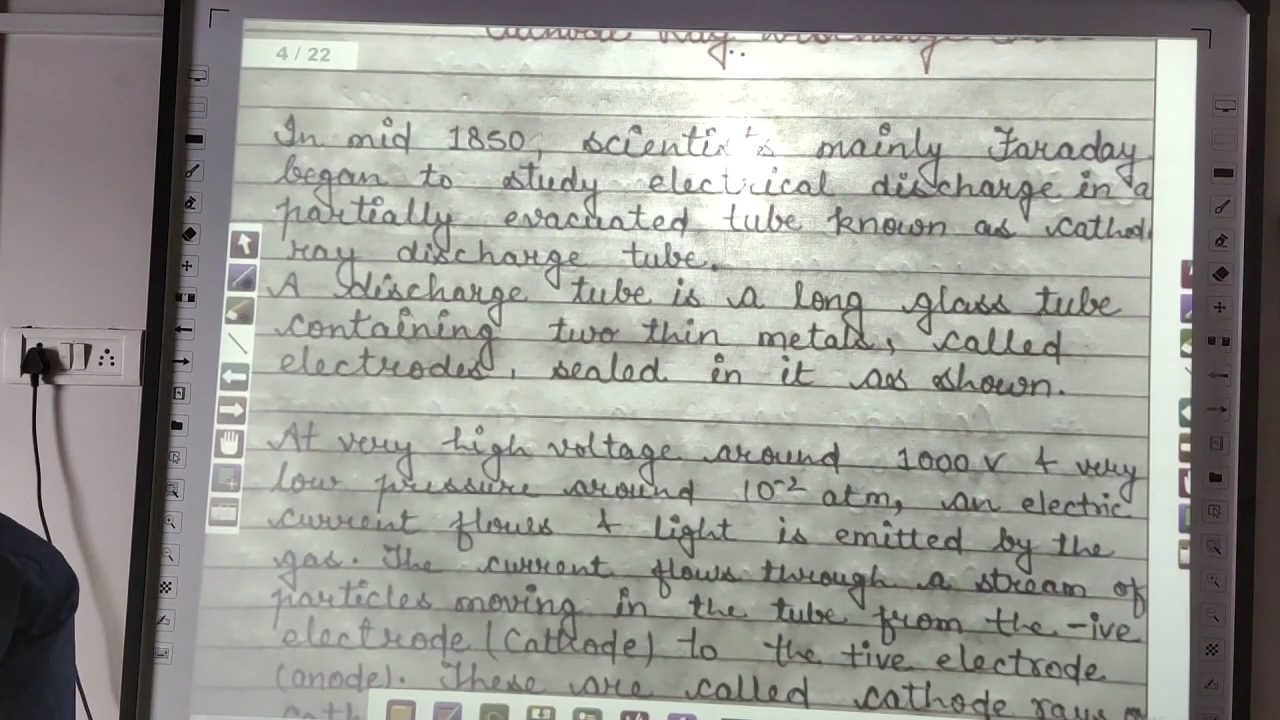 4 / 22
Cathode Ray Discharge
In mid 1850, scientists mainly Faraday
began to study electrical discharge in a
partially evacuated tube known as cathod
ray discharge tube.
A discharge tube is a long glass tube
containing two thin metals, called
electrodes, sealed in it as shown.
At very high voltage around 1000 V & very
low pressure around 10⁻² atm, an electric
current flows & light is emitted by the
gas. The current flows through a stream of
particles moving in the tube from the -ive
electrode (Cathode) to the +ive electrode
(anode). These are called cathode rays